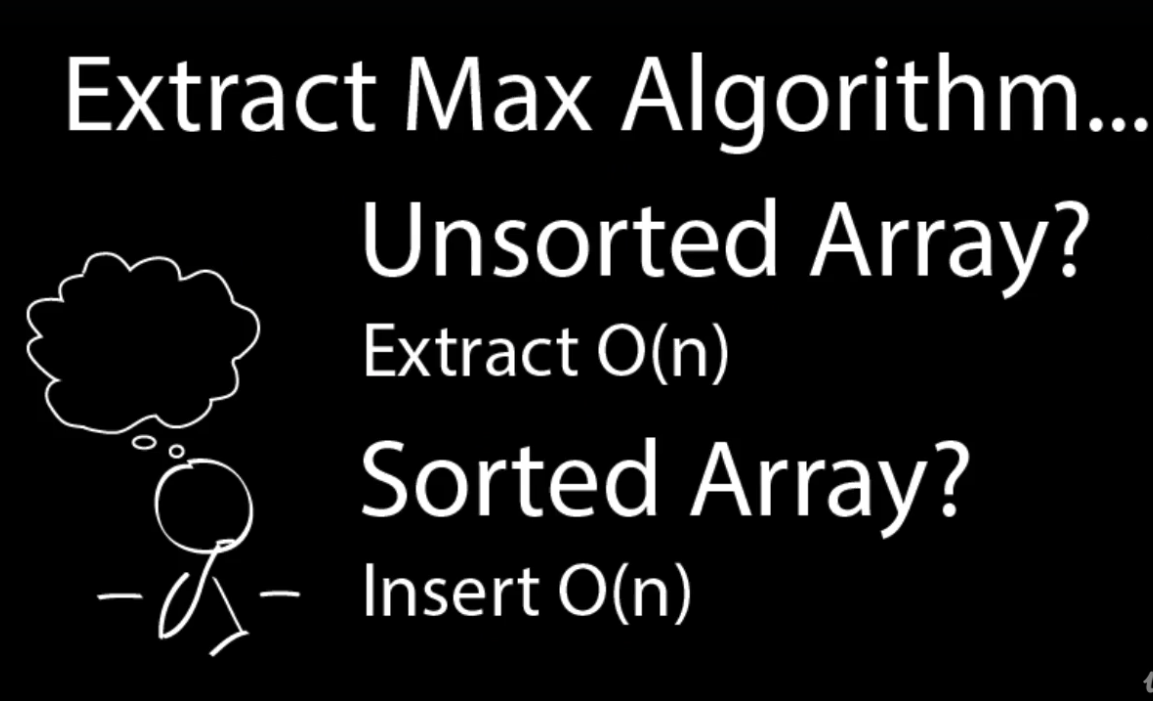 Extract Max Algorithm...
Unsorted Array?
Extract O(n)
Sorted Array?
Insert O(n)